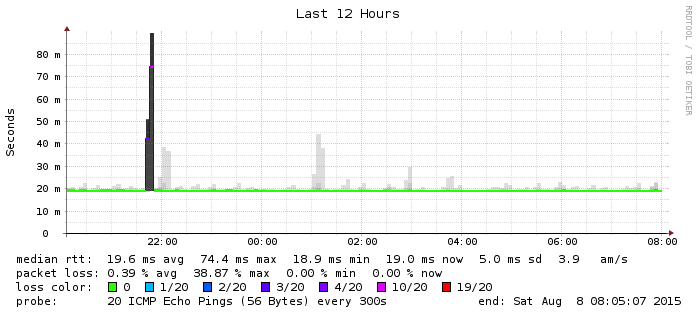 Last 12 Hours
RRDTOOL / TOBI OETIKER
Seconds
80 m
70 m
60 m
50 m
40 m
30 m
20 m
10 m
0
22:00 00:00 02:00 04:00 06:00 08:00
median rtt: 19.6 ms avg 74.4 ms max 18.9 ms min 19.0 ms now 5.0 ms sd 3.9 am/s
packet loss: 0.39 % avg 38.87 % max 0.00 % min 0.00 % now
loss color: 0 1/20 2/20 3/20 4/20 10/20 19/20
probe: 20 ICMP Echo Pings (56 Bytes) every 300s end: Sat Aug 8 08:05:07 2015